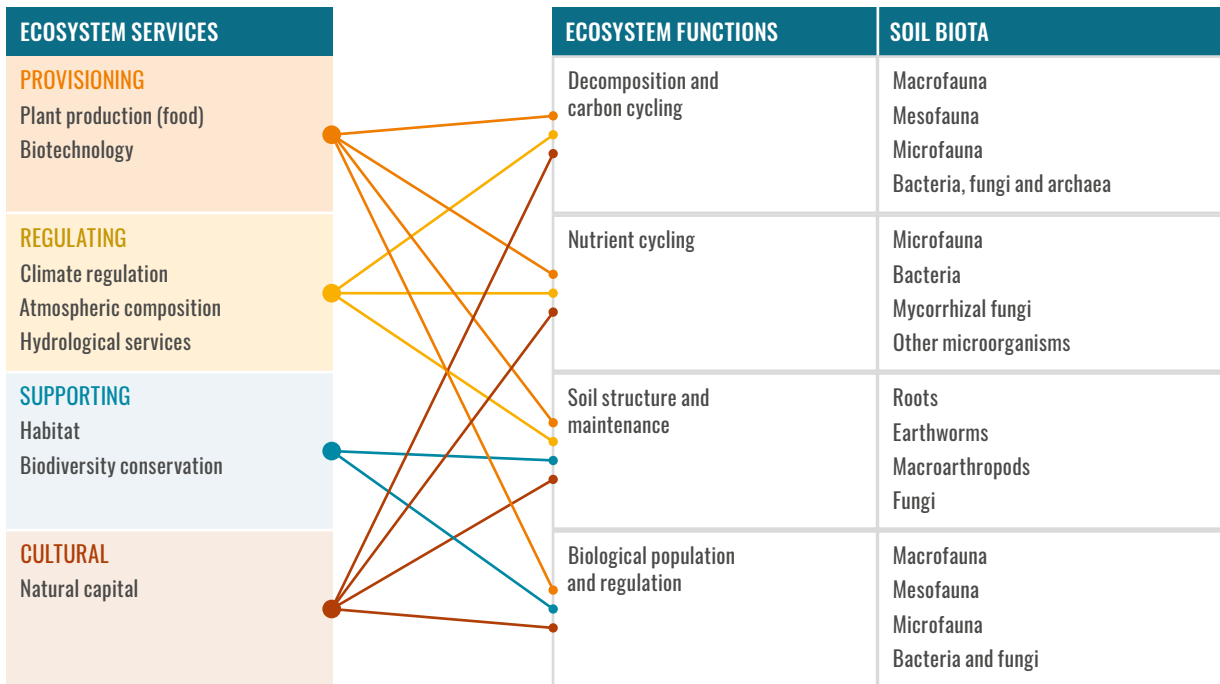 ECOSYSTEM SERVICES
ECOSYSTEM FUNCTIONS
SOIL BIOTA
PROVISIONING
Plant production (food)
Biotechnology
Decomposition and
carbon cycling
Macrofauna
Mesofauna
Microfauna
Bacteria, fungi and archaea
REGULATING
Climate regulation
Atmospheric composition
Hydrological services
Nutrient cycling
Microfauna
Bacteria
Mycorrhizal fungi
Other microorganisms
SUPPORTING
Habitat
Biodiversity conservation
Soil structure and
maintenance
Roots
Earthworms
Macroarthropods
Fungi
CULTURAL
Natural capital
Biological population
and regulation
Macrofauna
Mesofauna
Microfauna
Bacteria and fungi